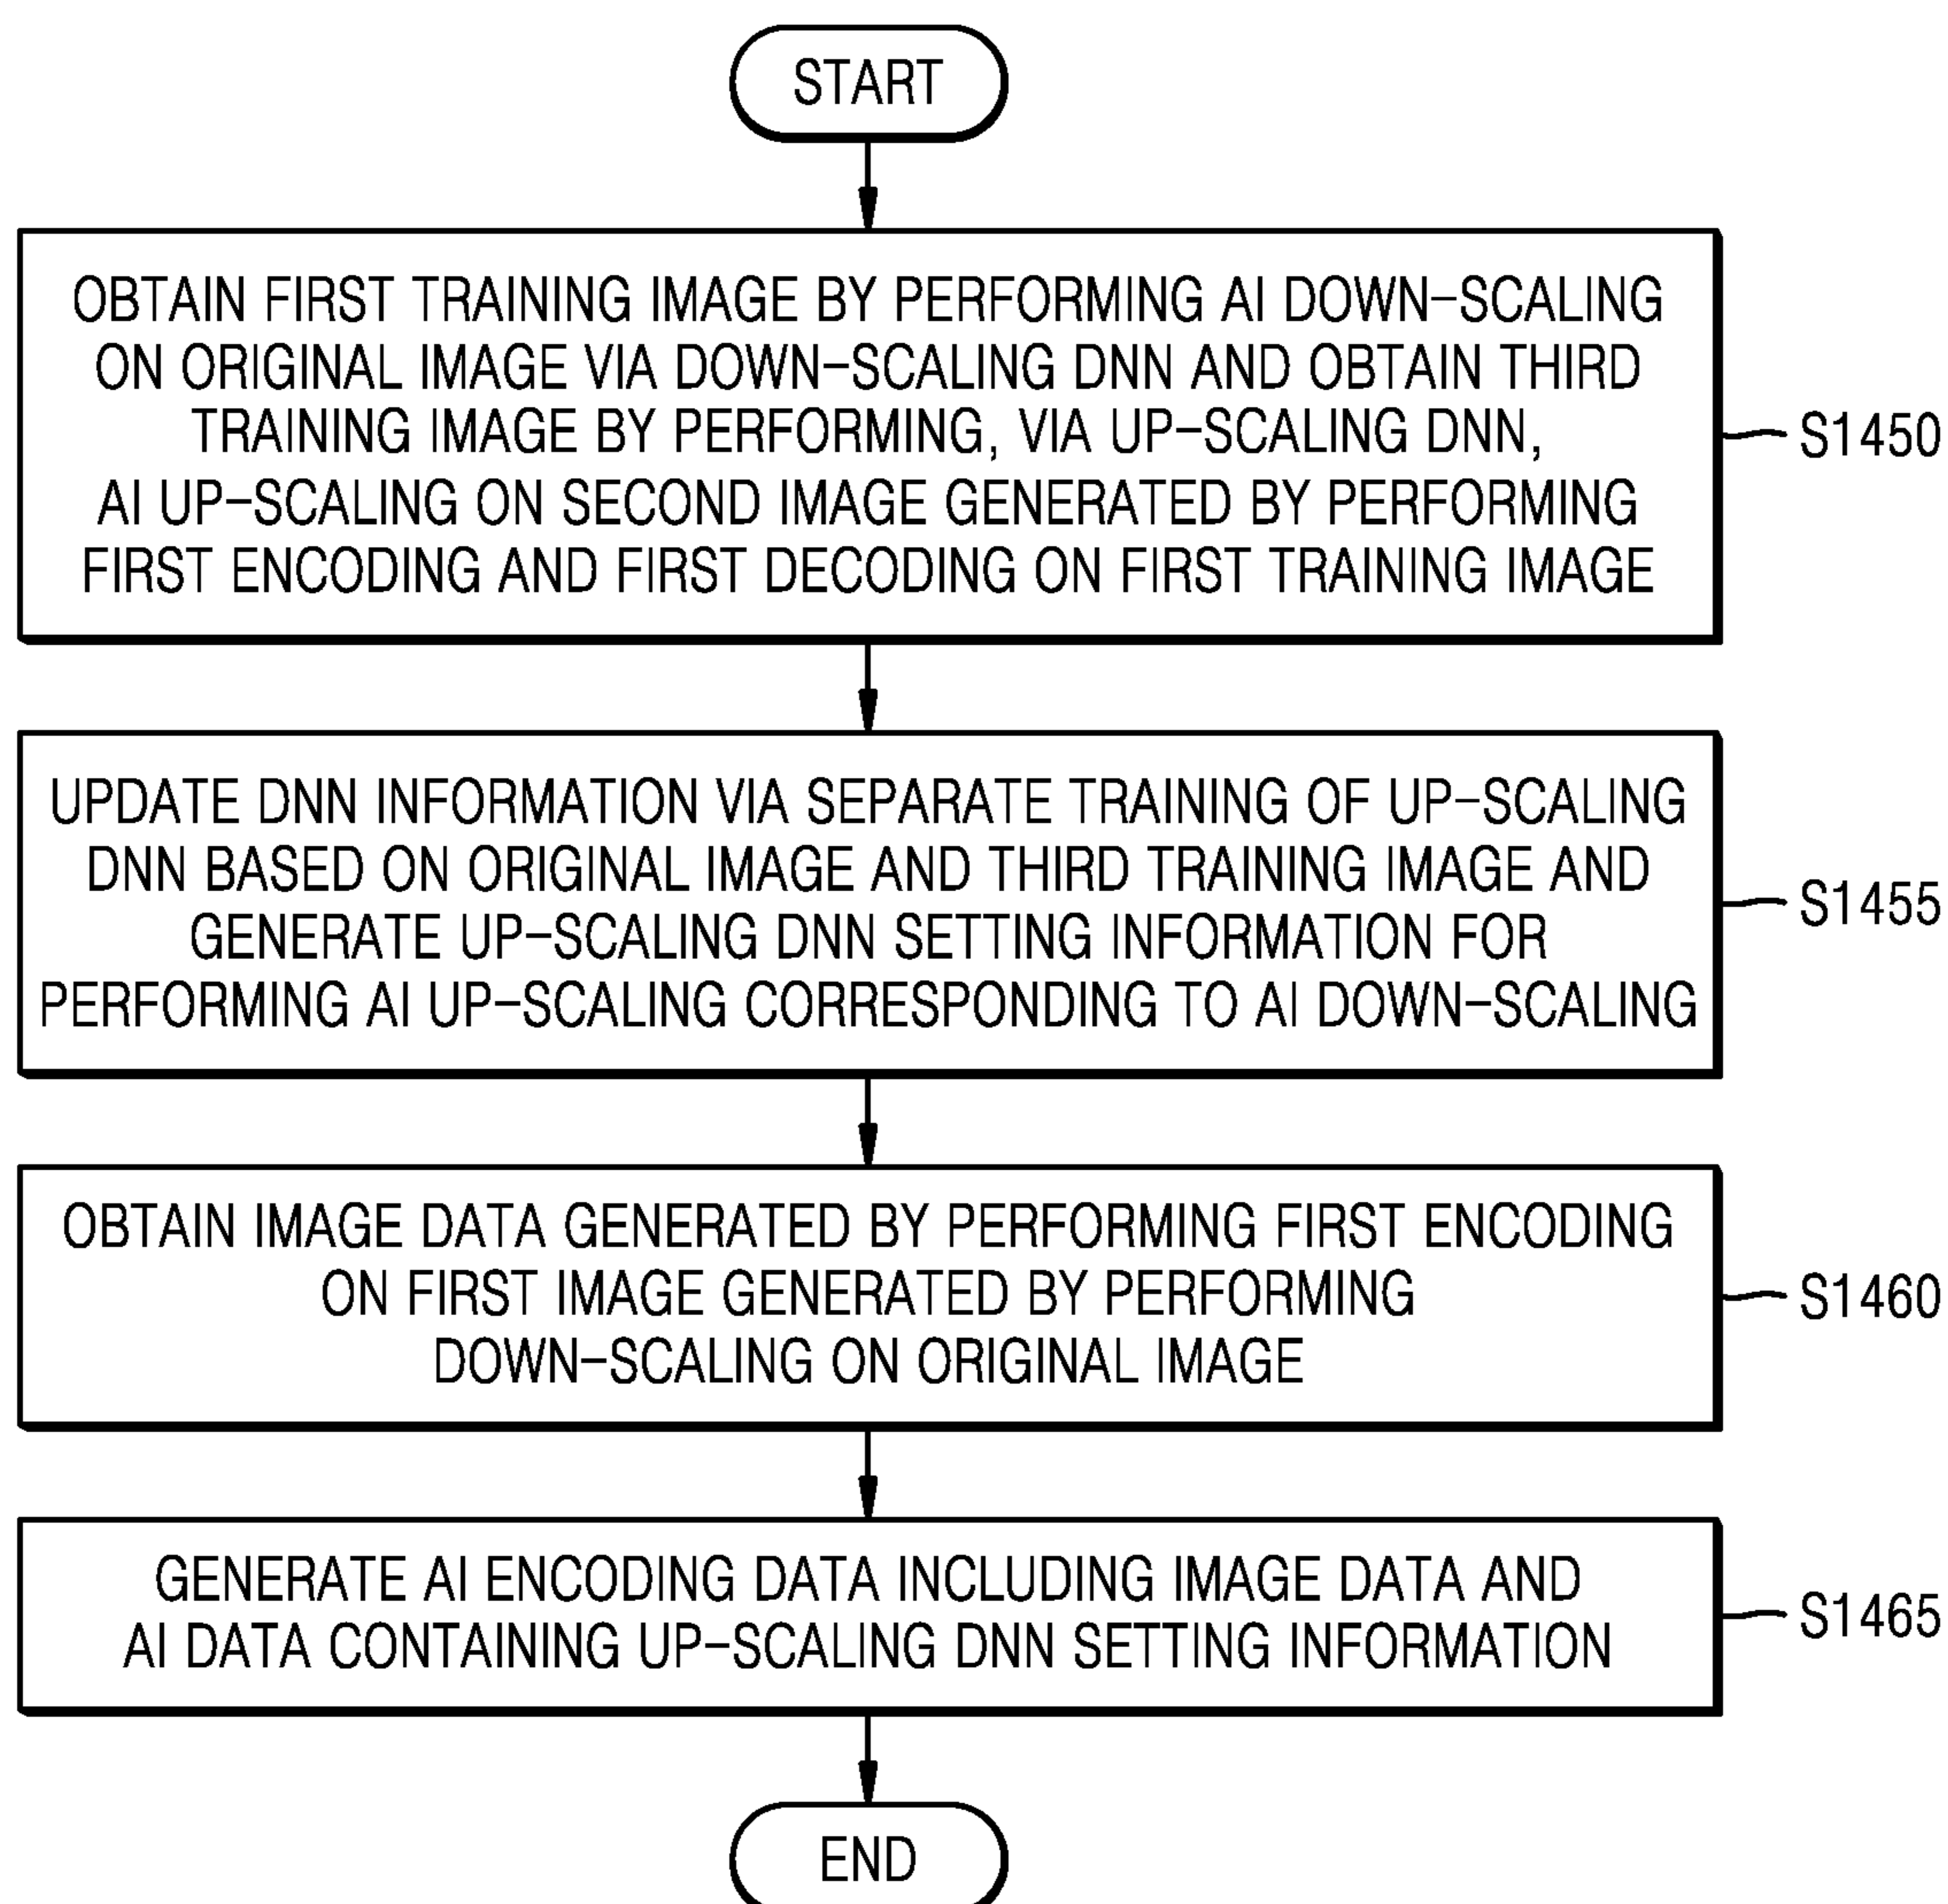 START
OBTAIN FIRST TRAINING IMAGE BY PERFORMING AI DOWN-SCALING
ON ORIGINAL IMAGE VIA DOWN-SCALING DNN AND OBTAIN THIRD
TRAINING IMAGE BY PERFORMING, VIA UP-SCALING DNN,
AI UP-SCALING ON SECOND IMAGE GENERATED BY PERFORMING
FIRST ENCODING AND FIRST DECODING ON FIRST TRAINING IMAGE
S1450
UPDATE DNN INFORMATION VIA SEPARATE TRAINING OF UP-SCALING
DNN BASED ON ORIGINAL IMAGE AND THIRD TRAINING IMAGE AND
GENERATE UP-SCALING DNN SETTING INFORMATION FOR
PERFORMING AI UP-SCALING CORRESPONDING TO AI DOWN-SCALING
S1455
OBTAIN IMAGE DATA GENERATED BY PERFORMING FIRST ENCODING
ON FIRST IMAGE GENERATED BY PERFORMING
DOWN-SCALING ON ORIGINAL IMAGE
S1460
GENERATE AI ENCODING DATA INCLUDING IMAGE DATA AND
AI DATA CONTAINING UP-SCALING DNN SETTING INFORMATION
S1465
END